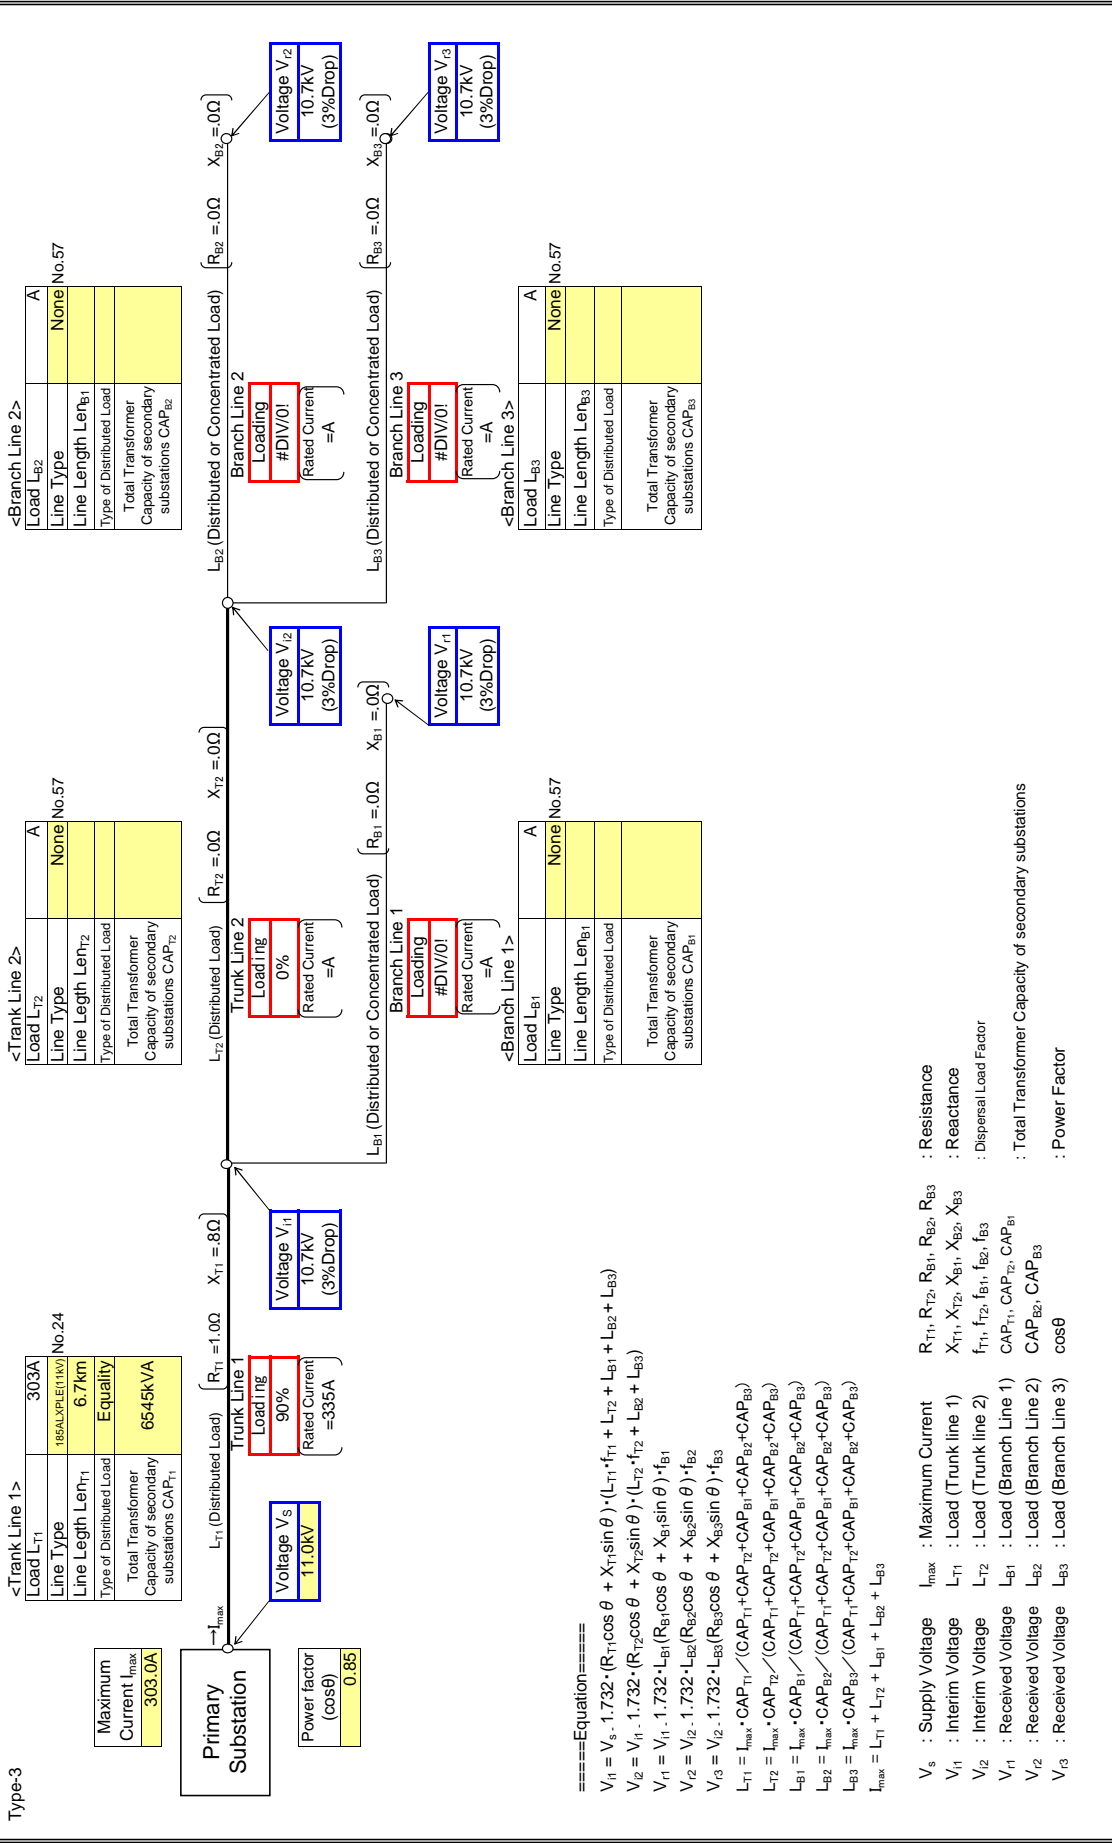 Type-3
Maximum
Current Imax
303.0A
Primary
Substation
→Imax
Power factor
(cosθ)
0.85
Voltage VS
11.0kV
<Trank Line 1>
Load LT1 303A
Line Type 185ALXPLE(11kV) No.24
Line Legth LenT1 6.7km
Type of Distributed Load Equality
Total Transformer
Capacity of secondary
substations CAPT1
6545kVA
LT1 (Distributed Load) RT1 =1.0Ω XT1 =.8Ω
Trunk Line 1
Loading
90%
Rated Current
=335A
Voltage Vi1
10.7kV
(3%Drop)
<Trank Line 2>
Load LT2 A
Line Type None No.57
Line Length LenT2
Type of Distributed Load
Total Transformer
Capacity of secondary
substations CAPT2
LT2 (Distributed Load) RT2 =.0Ω XT2 =.0Ω
Trunk Line 2
Loading
0%
Rated Current
=A
Voltage Vi2
10.7kV
(3%Drop)
LB1 (Distributed or Concentrated Load) RB1 =.0Ω XB1 =.0Ω
Branch Line 1
Loading
#DIV/0!
Rated Current
=A
Voltage Vr1
10.7kV
(3%Drop)
<Branch Line 1>
Load LB1 A
Line Type None No.57
Line Length LenB1
Type of Distributed Load
Total Transformer
Capacity of secondary
substations CAPB1
<Branch Line 2>
Load LB2 A
Line Type None No.57
Line Length LenB1
Type of Distributed Load
Total Transformer
Capacity of secondary
substations CAPB2
LB2 (Distributed or Concentrated Load) RB2 =.0Ω XB2 =.0Ω
Branch Line 2
Loading
#DIV/0!
Rated Current
=A
Voltage Vr2
10.7kV
(3%Drop)
LB3 (Distributed or Concentrated Load) RB3 =.0Ω XB3 =.0Ω
Branch Line 3
Loading
#DIV/0!
Rated Current
=A
Voltage Vr3
10.7kV
(3%Drop)
<Branch Line 3>
Load LB3 A
Line Type None No.57
Line Length LenB3
Type of Distributed Load
Total Transformer
Capacity of secondary
substations CAPB3
=====Equation=====
Vi1 = Vs - 1.732・(RT1cos θ + XT1sin θ)・(LT1・fT1 + LT2 + LB1 + LB2 + LB3)
Vi2 = Vi1 - 1.732・(RT2cos θ + XT2sin θ)・(LT2・fT2 + LB2 + LB3)
Vr1 = Vi1 - 1.732・LB1(RB1cos θ + XB1sin θ)・fB1
Vr2 = Vi2 - 1.732・LB2(RB2cos θ + XB2sin θ)・fB2
Vr3 = Vi2 - 1.732・LB3(RB3cos θ + XB3sin θ)・fB3
LT1 = Imax・CAPT1／(CAPT1+CAPT2+CAPB1+CAPB2+CAPB3)
LT2 = Imax・CAPT2／(CAPT1+CAPT2+CAPB1+CAPB2+CAPB3)
LB1 = Imax・CAPB1／(CAPT1+CAPT2+CAPB1+CAPB2+CAPB3)
LB2 = Imax・CAPB2／(CAPT1+CAPT2+CAPB1+CAPB2+CAPB3)
LB3 = Imax・CAPB3／(CAPT1+CAPT2+CAPB1+CAPB2+CAPB3)
Imax = LT1 + LT2 + LB1 + LB2 + LB3
Vs : Supply Voltage Imax : Maximum Current RT1, RT2, RB1, RB2, RB3 : Resistance
Vi1 : Interim Voltage LT1 : Load (Trunk line 1) XT1, XT2, XB1, XB2, XB3 : Reactance
Vi2 : Interim Voltage LT2 : Load (Trunk line 2) fT1, fT2, fB1, fB2, fB3 : Dispersal Load Factor
Vr1 : Received Voltage LB1 : Load (Branch Line 1) CAPT1, CAPT2, CAPB1 : Total Transformer Capacity of secondary substations
Vr2 : Received Voltage LB2 : Load (Branch Line 2) CAPB2, CAPB3
Vr3 : Received Voltage LB3 : Load (Branch Line 3) cosθ : Power Factor